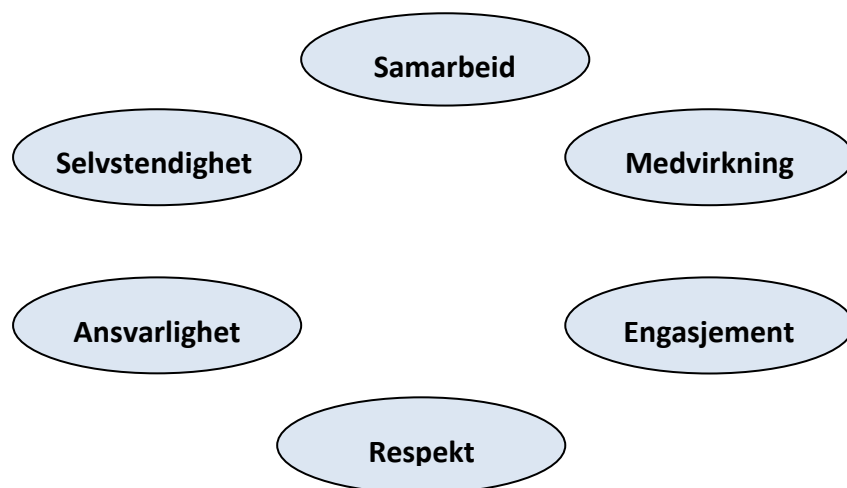 Samarbeid
Selvstendighet
Medvirkning
Ansvarlighet
Engasjement
Respekt